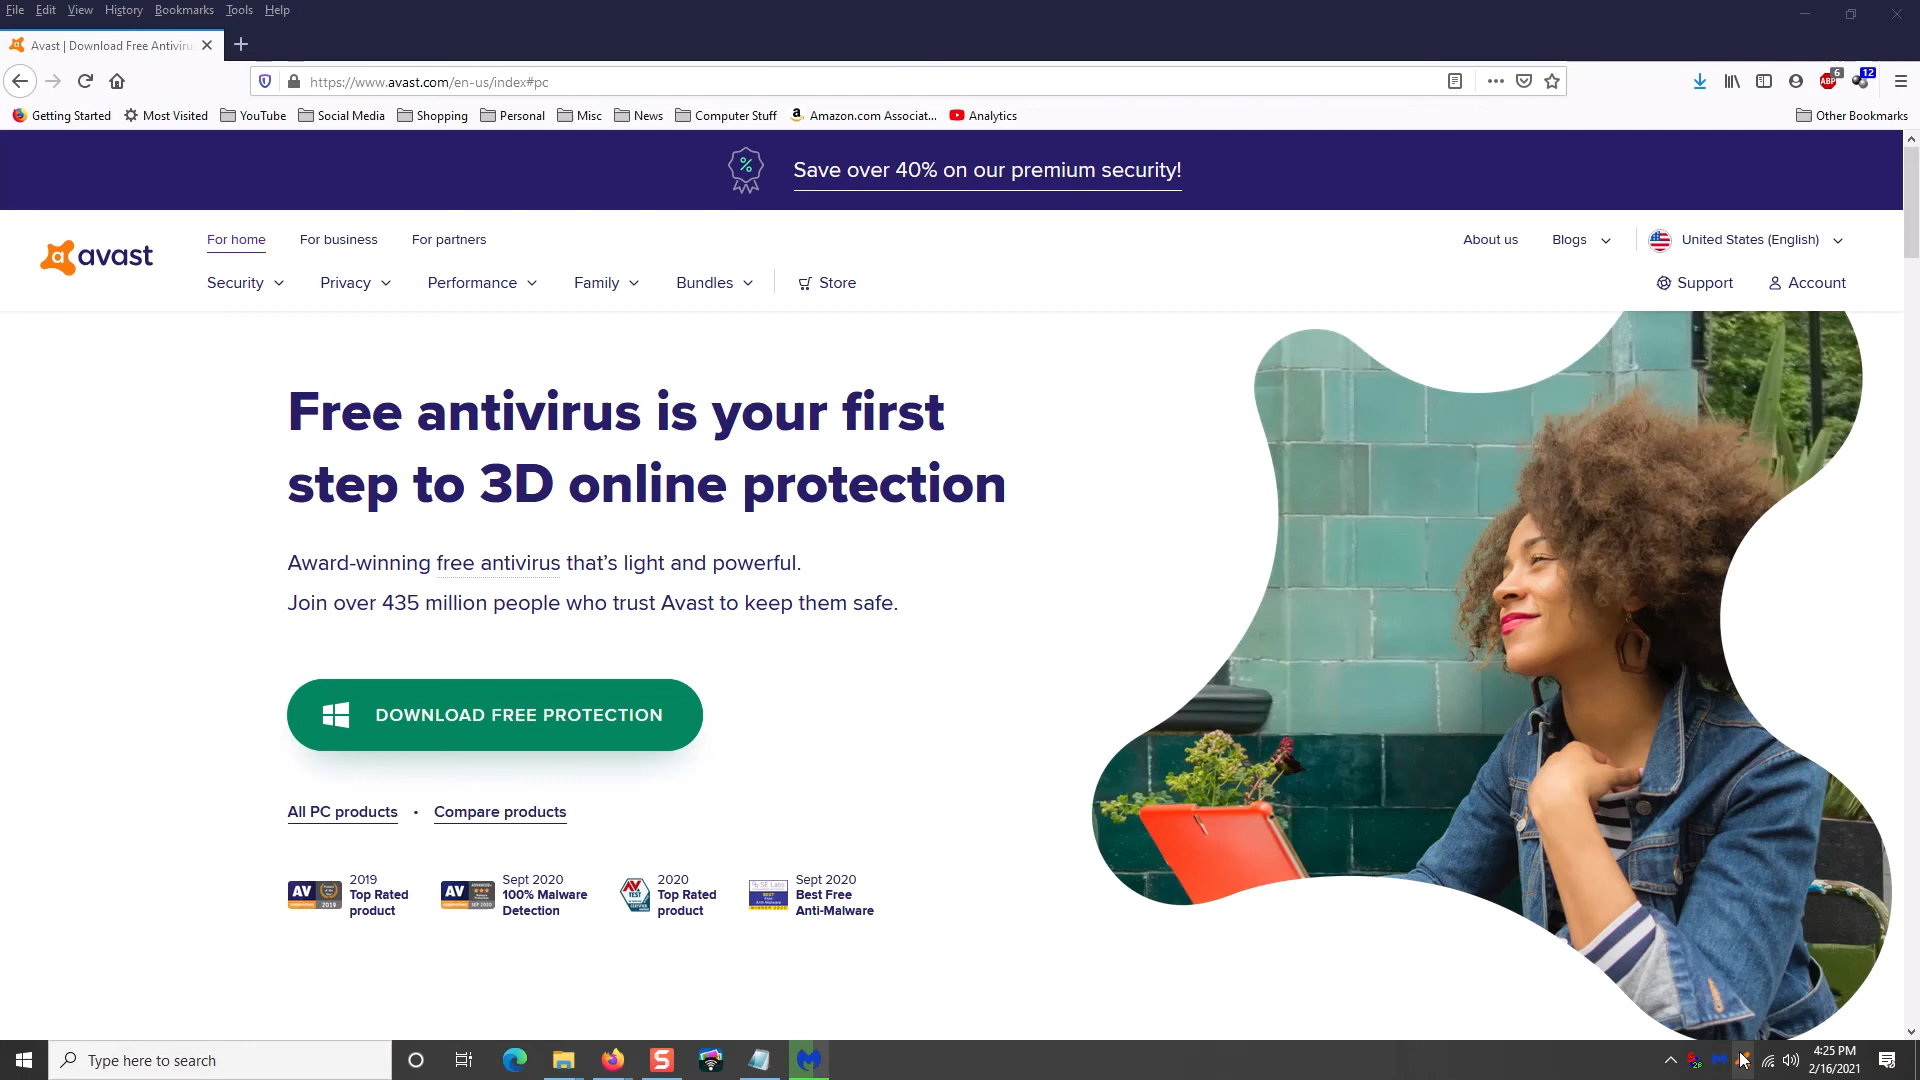 File Edit View History Bookmarks Tools Help
Avast | Download Free Antiviru
https://www.avast.com/en-us/index#pc
6
12
Getting Started Most Visited YouTube Social Media Shopping Personal Misc News Computer Stuff Amazon.com Associat... Analytics Other Bookmarks
Save over 40% on our premium security!
avast
For home For business For partners About us Blogs United States (English)
Security Privacy Performance Family Bundles Store Support Account
Free antivirus is your first
step to 3D online protection
Award-winning free antivirus that’s light and powerful.
Join over 435 million people who trust Avast to keep them safe.
DOWNLOAD FREE PROTECTION
All PC products • Compare products
2019
Top Rated
product
Sept 2020
100% Malware
Detection
2020
Top Rated
product
Sept 2020
Best Free
Anti-Malware
Type here to search
4:25 PM
2/16/2021